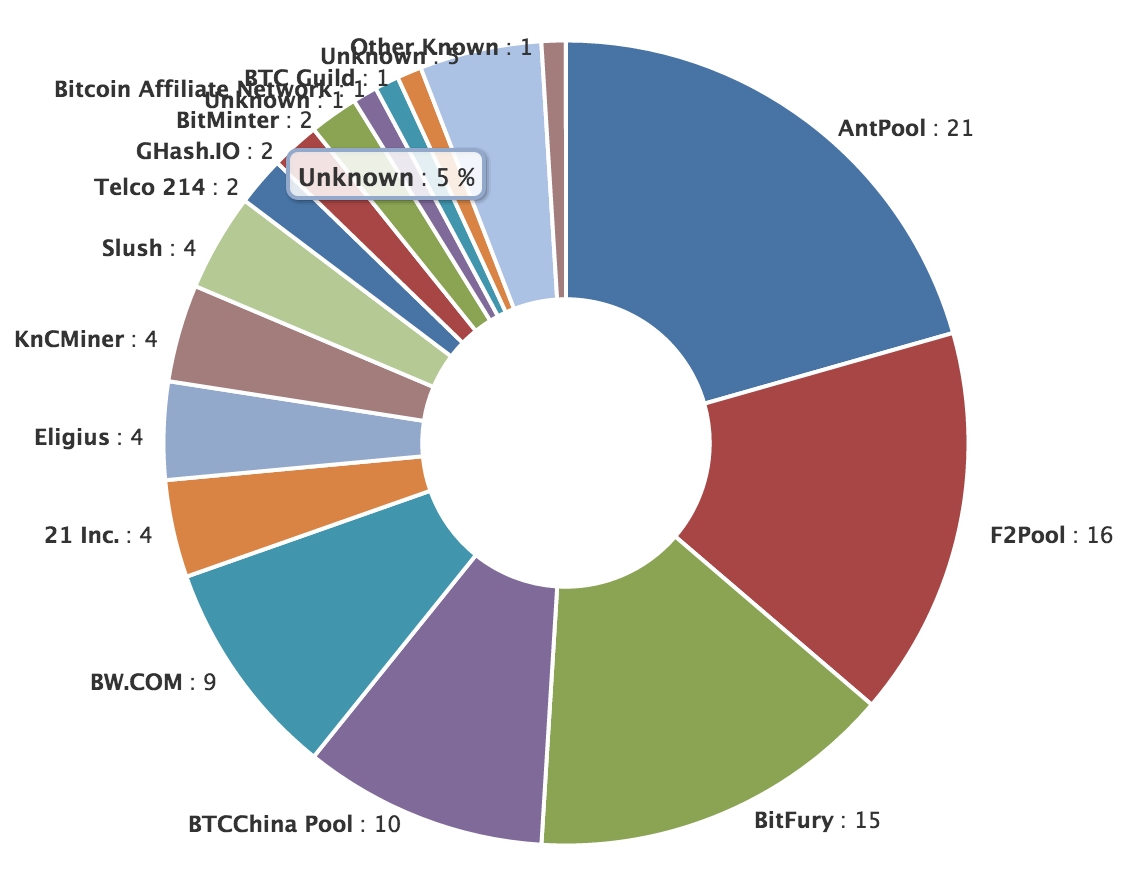 Other Known : 1
Unknown : 5
BTC Guild : 1
Bitcoin Affiliate Network : 1
Unknown : 1
BitMinter : 2
GHash.IO : 2
Telco 214 : 2
Unknown : 5 %
Slush : 4
KnCMiner : 4
Eligius : 4
21 Inc. : 4
BW.COM : 9
BTCChina Pool : 10
BitFury : 15
F2Pool : 16
AntPool : 21